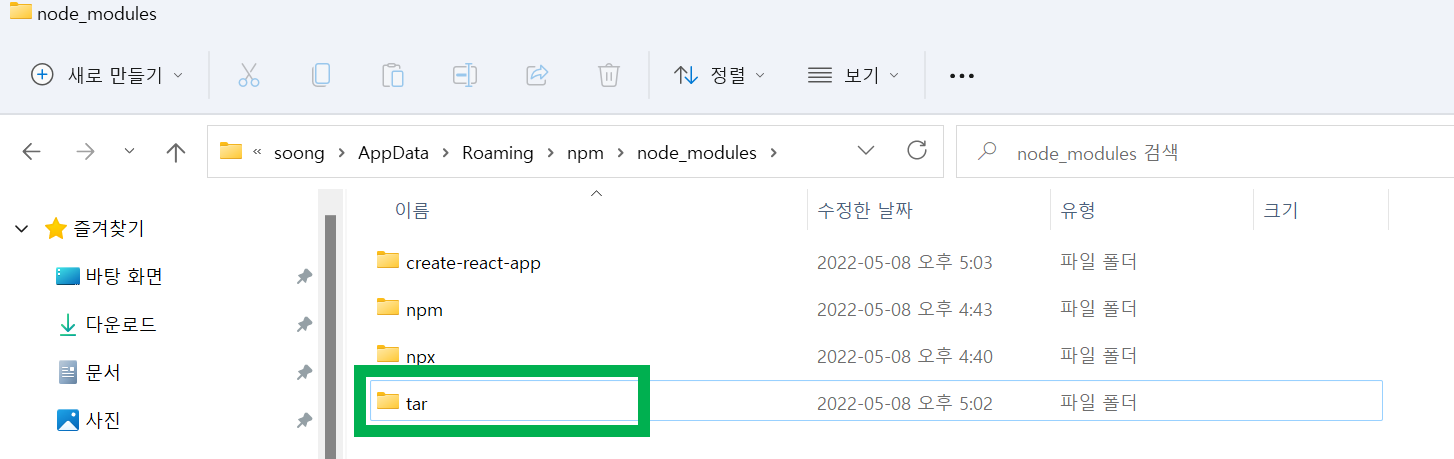 node_modules
새로 만들기 정렬 보기
« soong > AppData > Roaming > npm > node_modules > node_modules 검색
이름 수정한 날짜 유형 크기
즐겨찾기
바탕 화면
다운로드
문서
사진
create-react-app 2022-05-08 오후 5:03 파일 폴더
npm 2022-05-08 오후 4:43 파일 폴더
npx 2022-05-08 오후 4:40 파일 폴더
tar 2022-05-08 오후 5:02 파일 폴더